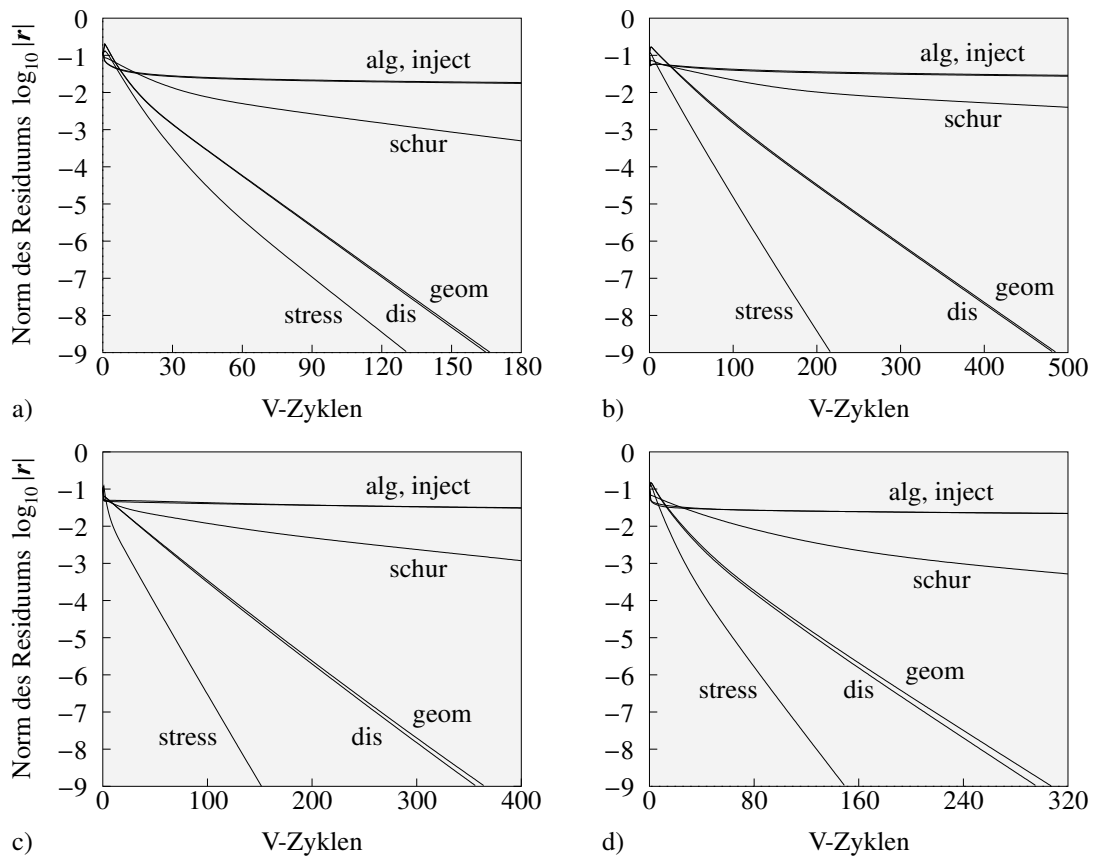 0
−1
−2
−3
−4
−5
−6
−7
−8
−9
Norm des Residuums log₁₀ |r|
alg, inject
schur
geom
dis
stress
0 30 60 90 120 150 180
a) V-Zyklen
0
−1
−2
−3
−4
−5
−6
−7
−8
−9
alg, inject
schur
stress
geom
dis
0 100 200 300 400 500
b) V-Zyklen
0
−1
−2
−3
−4
−5
−6
−7
−8
−9
Norm des Residuums log₁₀ |r|
alg, inject
schur
geom
stress dis
0 100 200 300 400
c) V-Zyklen
0
−1
−2
−3
−4
−5
−6
−7
−8
−9
alg, inject
schur
geom
stress dis
0 80 160 240 320
d) V-Zyklen